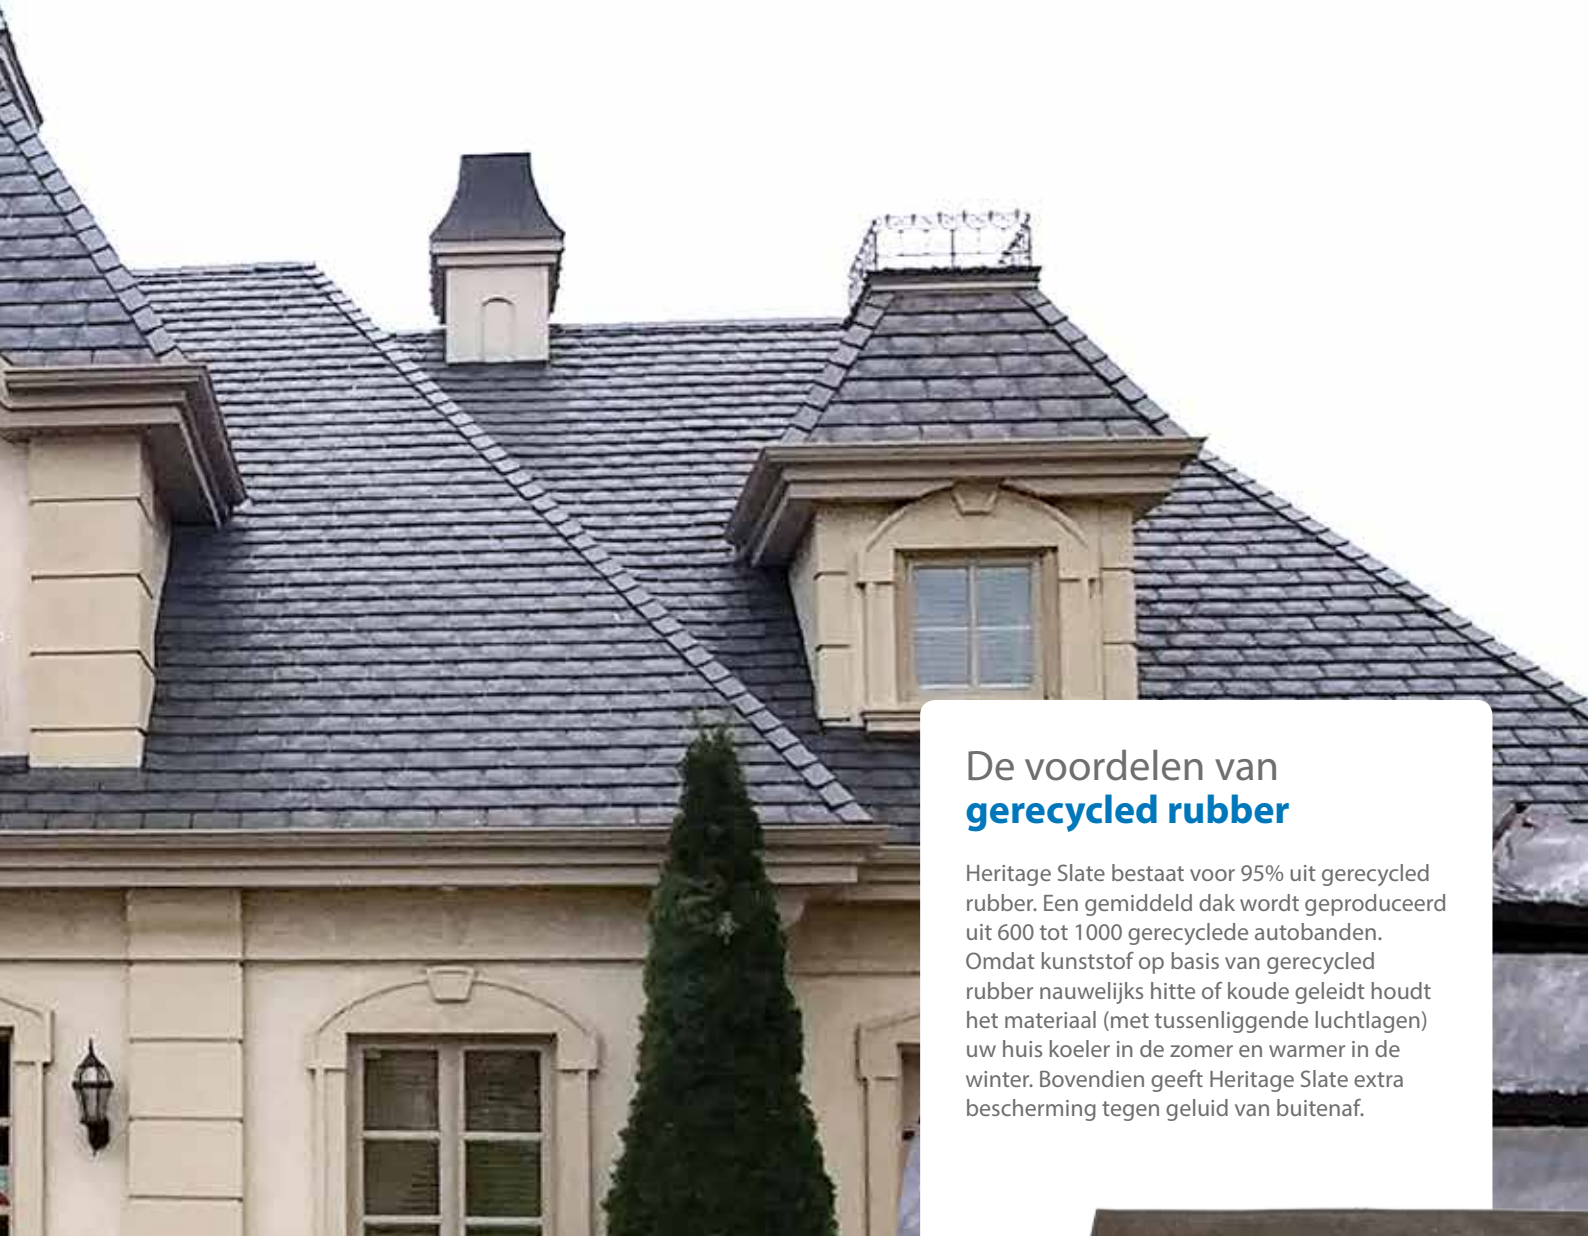 De voordelen van
gerecycled rubber
Heritage Slate bestaat voor 95% uit gerecycled
rubber. Een gemiddeld dak wordt geproduceerd
uit 600 tot 1000 gerecyclede autobanden.
Omdat kunststof op basis van gerecycled
rubber nauwelijks hitte of koude geleidt houdt
het materiaal (met tussenliggende luchtlagen)
uw huis koeler in de zomer en warmer in de
winter. Bovendien geeft Heritage Slate extra
bescherming tegen geluid van buitenaf.